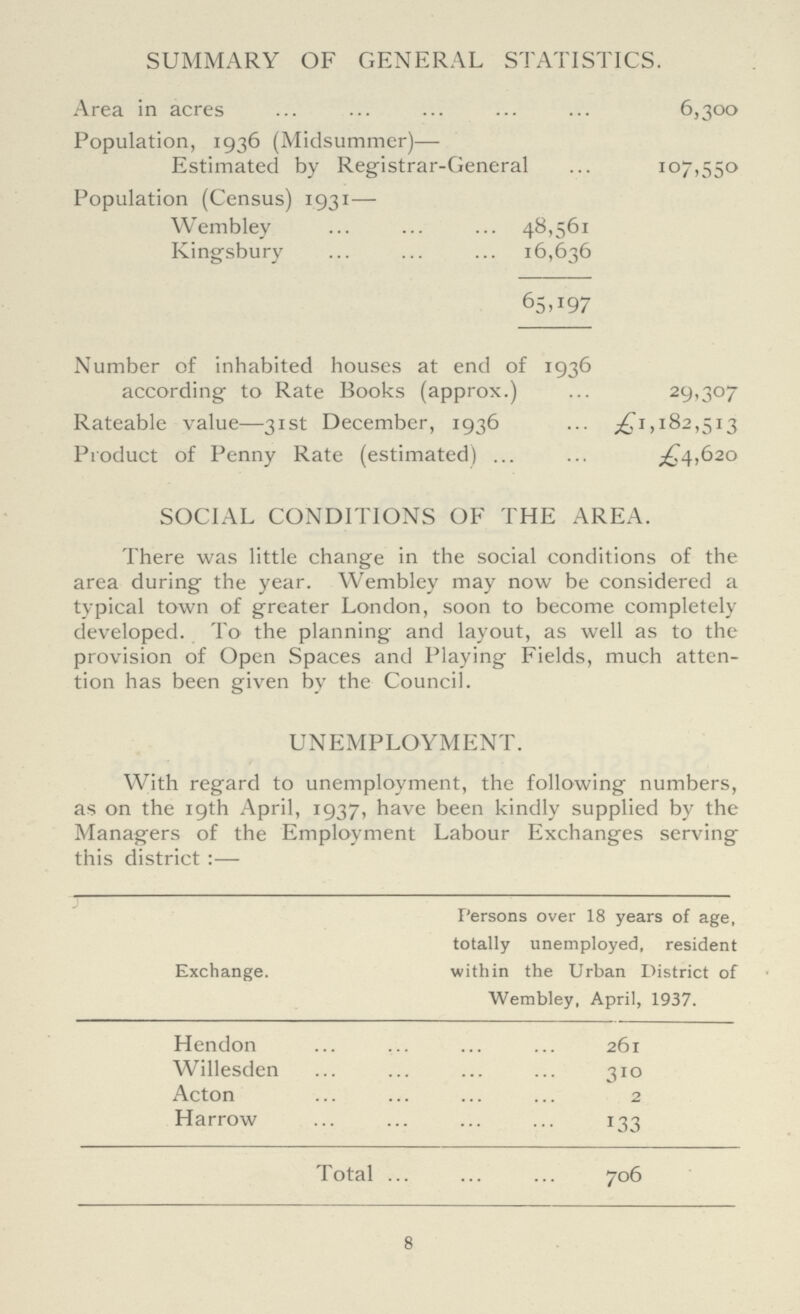 SUMMARY OF GENERAL STATISTICS.
Area in acres ... ... ... ... ... 6,300
Population, 1936 (Midsummer)—
Estimated by Registrar-General ... 107,550
Population (Census) 1931—
Wembley ... ... ... 48,561
Kingsbury ... ... ... 16,636
65,197
Number of inhabited houses at end of 1936
according to Rate Books (approx.) ... 29,307
Rateable value—31st December, 1936 ... £1,182,513
Product of Penny Rate (estimated) ... ... £4,620
SOCIAL CONDITIONS OF THE AREA.
There was little change in the social conditions of the
area during the year. Wembley may now be considered a
typical town of greater London, soon to become completely
developed. To the planning and layout, as well as to the
provision of Open Spaces and Playing Fields, much atten-
tion has been given by the Council.
UNEMPLOYMENT.
With regard to unemployment, the following numbers,
as on the 19th April, 1937, have been kindly supplied by the
Managers of the Employment Labour Exchanges serving
this district :—
Persons over 18 years of age,
totally unemployed, resident
Exchange. within the Urban District of
Wembley, April, 1937.
Hendon ... ... ... ... 261
Willesden ... ... ... ... 310
Acton ... ... ... ... 2
Harrow ... ... ... ... 133
Total ... ... ... 706
8